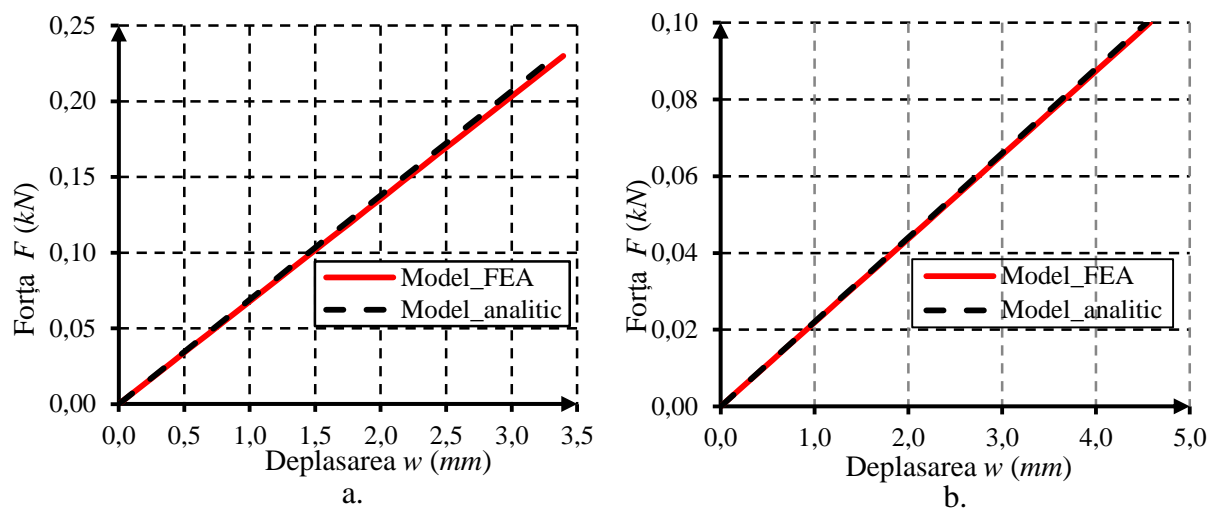 0,25
0,20
0,15
0,10
0,05
0,00
Forța F (kN)
Model_FEA
Model_analitic
0,0 0,5 1,0 1,5 2,0 2,5 3,0 3,5
Deplasarea w (mm)
a.
0,10
0,08
0,06
0,04
0,02
0,00
Forța F (kN)
Model_FEA
Model_analitic
0,0 1,0 2,0 3,0 4,0 5,0
Deplasarea w (mm)
b.